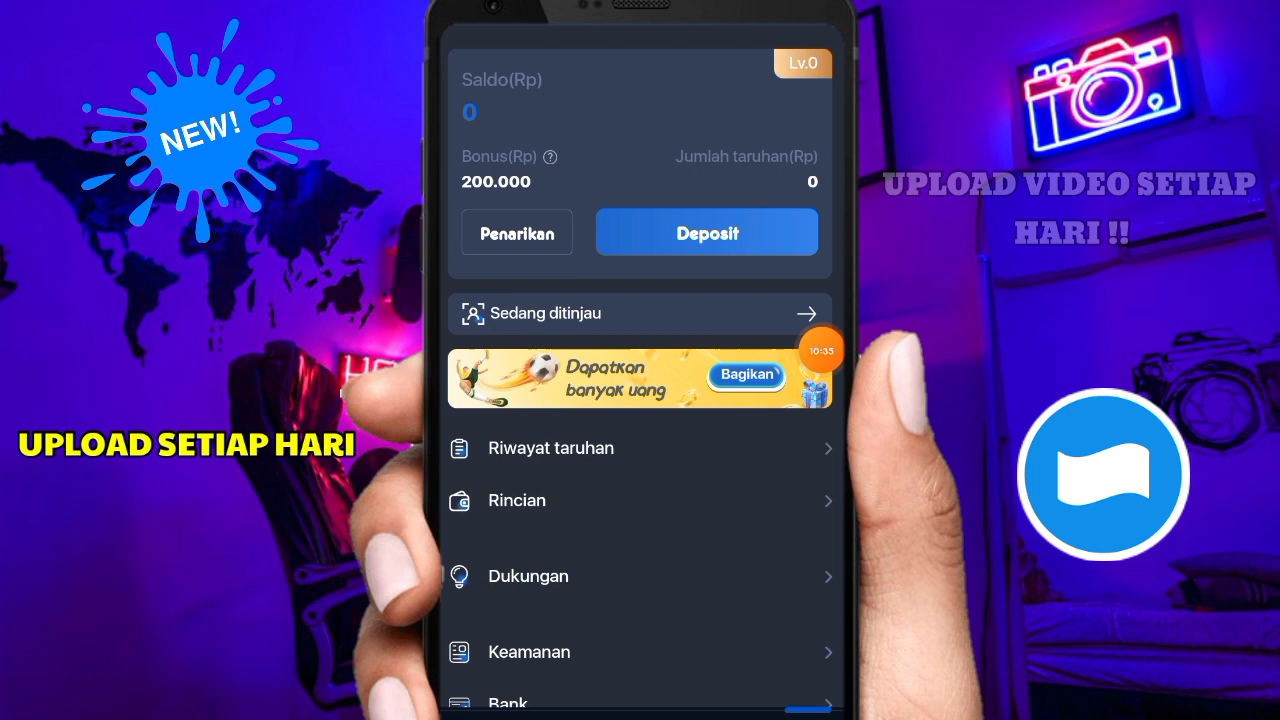 NEW!
Lv.0
Saldo(Rp)
0
Bonus(Rp) ?
Jumlah taruhan(Rp)
200.000
0
Penarikan
Deposit
UPLOAD VIDEO SETIAP
HARI !!
Sedang ditinjau
10:35
Dapatkan
banyak uang
Bagikan
UPLOAD SETIAP HARI
Riwayat taruhan
Rincian
Dukungan
Keamanan
Bank